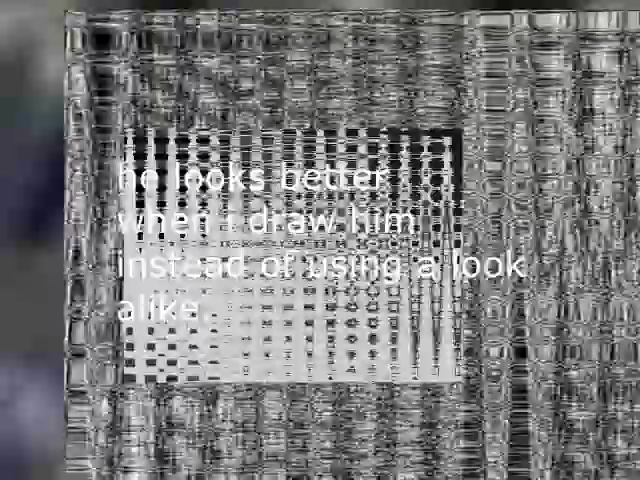 he looks better
when i draw him
instead of using a look
alike.